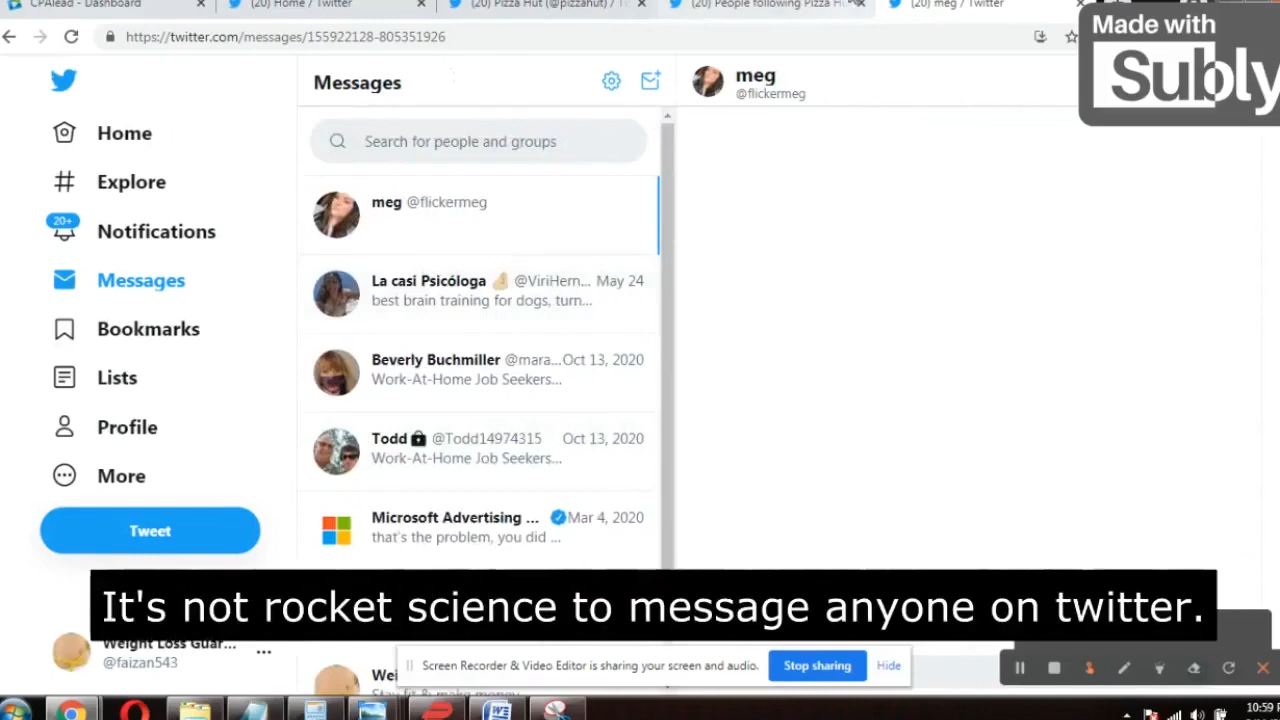 CPAlead - Dashboard
(20) Home / Twitter
(20) Pizza Hut (@pizzahut) / T
(20) People following Pizza H
(20) meg / Twitter
https://twitter.com/messages/155922128-805351926
Made with
Subly
Messages
meg
@flickermeg
Home
Search for people and groups
Explore
meg @flickermeg
20+
Notifications
Messages
La casi Psicóloga @ViriHern... May 24
best brain training for dogs, turn...
Bookmarks
Beverly Buchmiller @mara... Oct 13, 2020
Work-At-Home Job Seekers...
Lists
Profile
Todd @Todd14974315 Oct 13, 2020
Work-At-Home Job Seekers...
More
Microsoft Advertising ... Mar 4, 2020
that's the problem, you did ...
Tweet
It's not rocket science to message anyone on twitter.
Weight Loss Guar...
@faizan543
Screen Recorder & Video Editor is sharing your screen and audio.
Stop sharing
Hide
Wei
Stay fit & make money
10:59